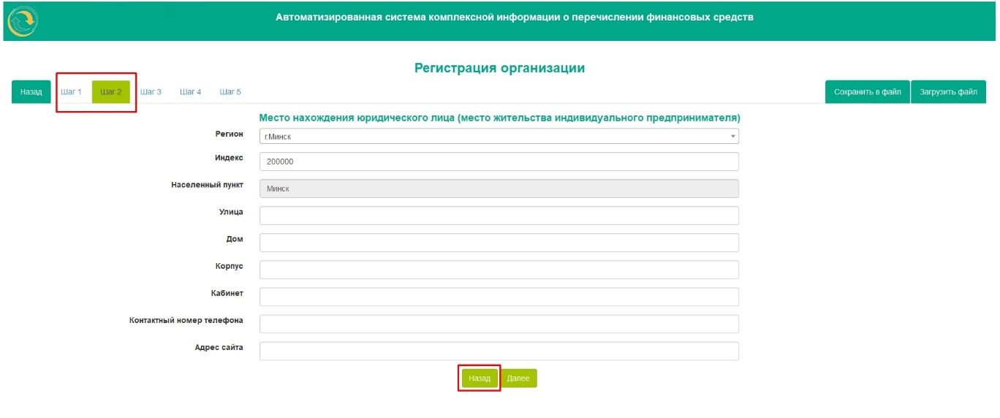 Автоматизированная система комплексной информации о перечислении финансовых средств
Регистрация организации
Назад Шаг 1 Шаг 2 Шаг 3 Шаг 4 Шаг 5 Сохранить в файл Загрузить файл
Место нахождения юридического лица (место жительства индивидуального предпринимателя)
Регион г.Минск
Индекс 200000
Населенный пункт Минск
Улица
Дом
Корпус
Кабинет
Контактный номер телефона
Адрес сайта
Назад Далее